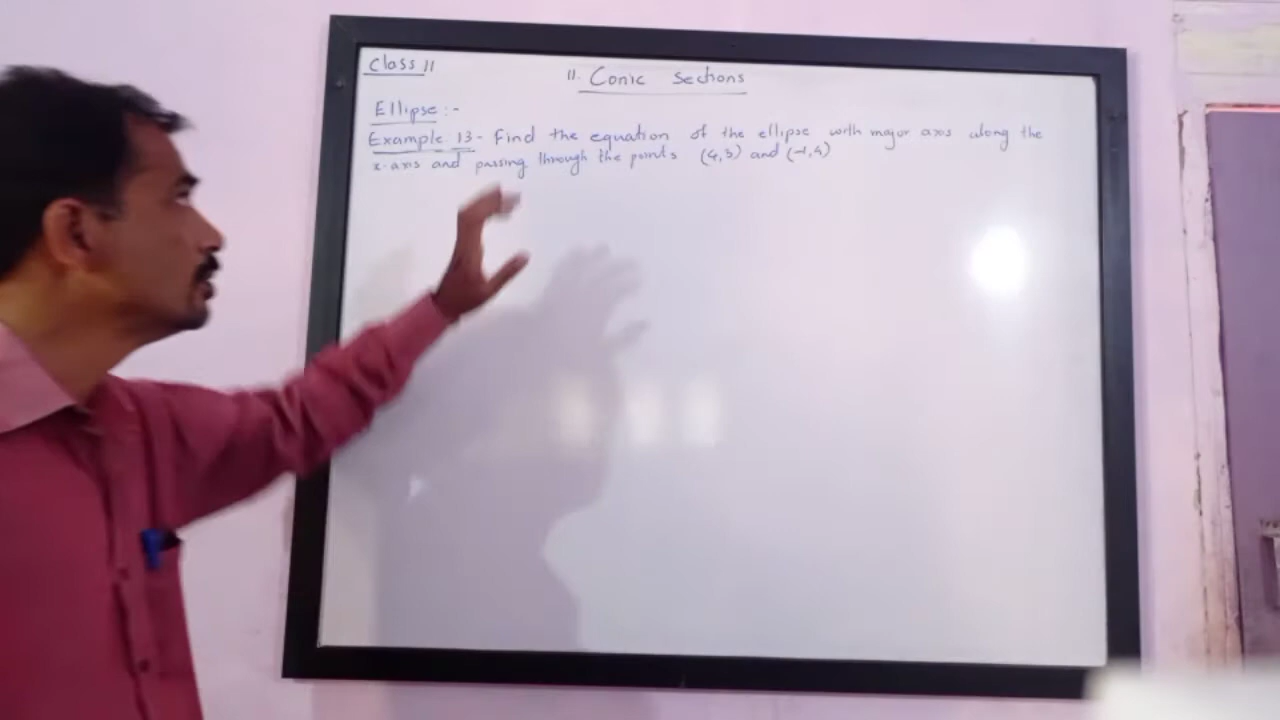 Class 11
11. Conic Sections
Ellipse :-
Example 13- Find the equation of the ellipse with major axis along the
x-axis and passing through the points (4,3) and (-1,4)